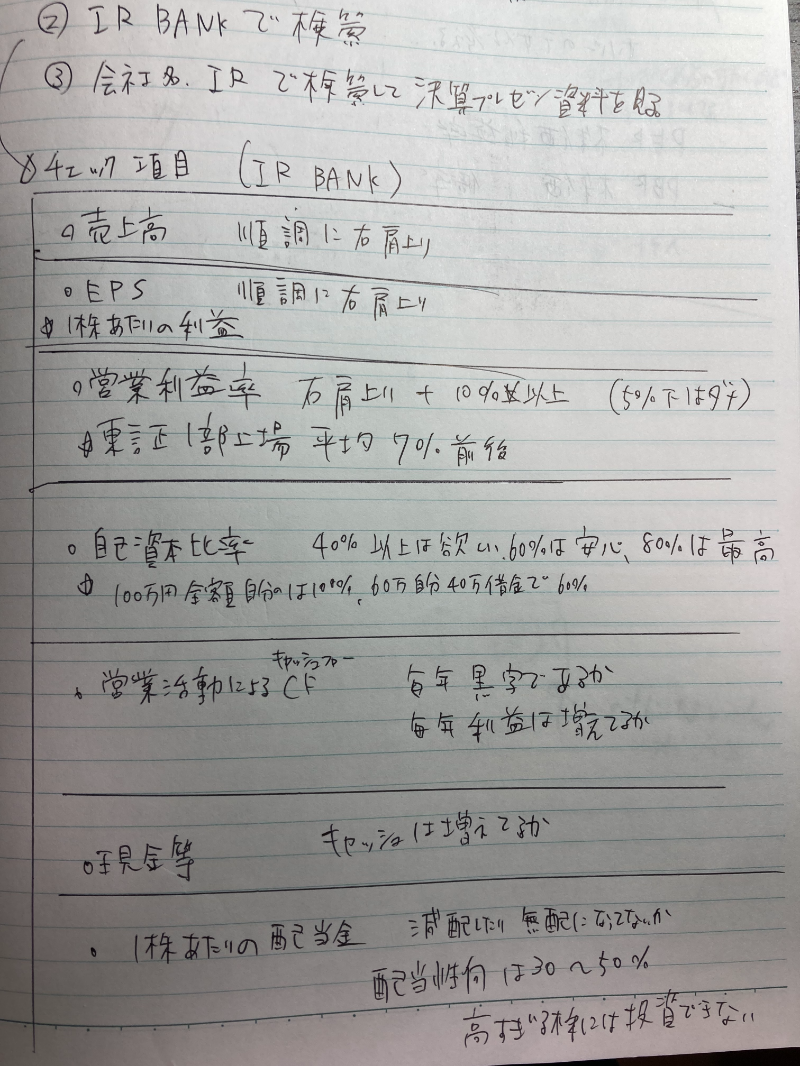 ② IR BANKで検索
③ 会社名 IRで検索して決算プレゼン資料を見る
チェック項目 (IR BANK)
売上高 順調に右肩上り
EPS 順調に右肩上り
1株あたりの利益
営業利益率 右肩上り + 10%以上 (5%下はダメ)
東証1部上場 平均 7%前後
自己資本比率 40%以上は欲しい、60%は安心、80%は最高
100万円全額自分のは100%、60万自分40万借金で60%
キャッシュフロー
営業活動によるCF 毎年黒字であるか
毎年利益は増えてるか
現金等 キャッシュは増えてるか
1株あたりの配当金 減配したり無配になってないか
配当性向は30〜50%
高すぎる株には投資できない